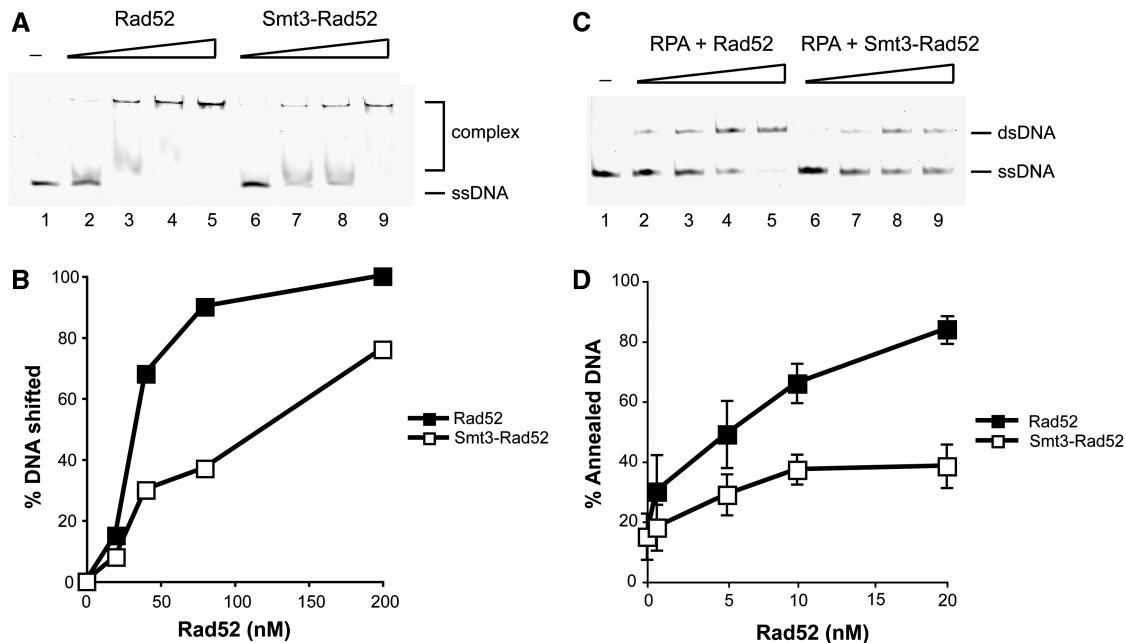 A
Rad52 Smt3-Rad52
–
complex
ssDNA
1 2 3 4 5 6 7 8 9
B
% DNA shifted
100
80
60
40
20
0
0 50 100 150 200
Rad52 (nM)
Rad52
Smt3-Rad52
C
RPA + Rad52 RPA + Smt3-Rad52
–
dsDNA
ssDNA
1 2 3 4 5 6 7 8 9
D
% Annealed DNA
100
80
60
40
20
0
0 5 10 15 20
Rad52 (nM)
Rad52
Smt3-Rad52